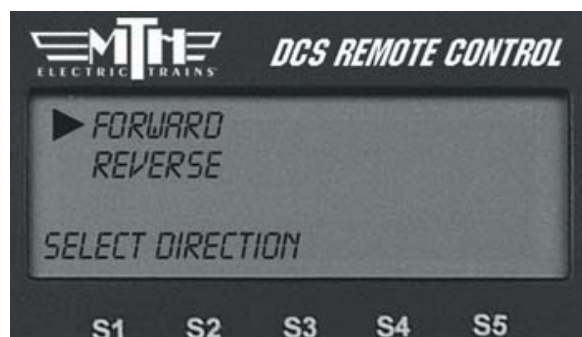 MTH
ELECTRIC TRAINS
DCS REMOTE CONTROL
FORWARD
REVERSE
SELECT DIRECTION
S1 S2 S3 S4 S5